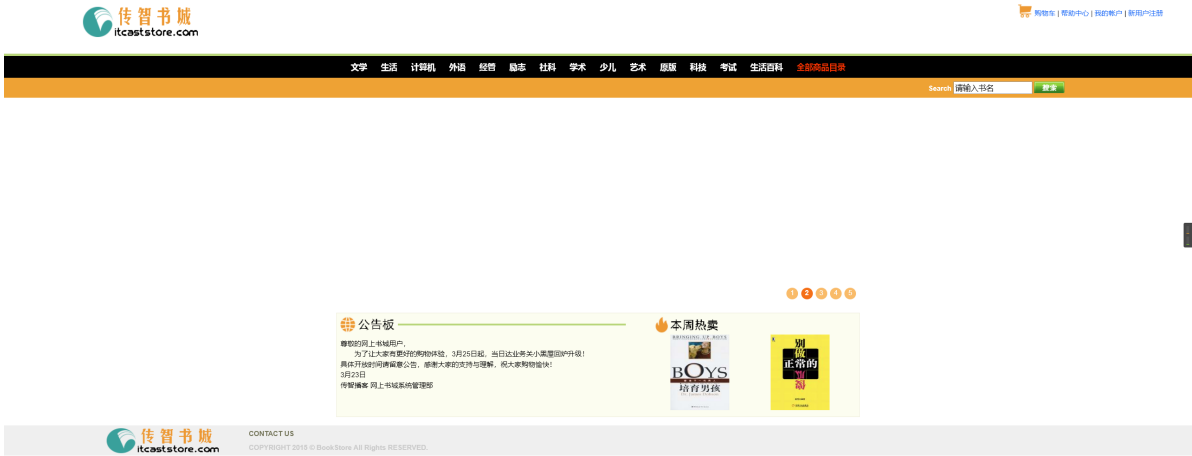 传智书城
itcaststore.com
购物车 | 帮助中心 | 我的帐户 | 新用户注册
文学 生活 计算机 外语 经管 励志 社科 学术 少儿 艺术 原版 科技 考试 生活百科 全部商品目录
Search 请输入书名 搜索
1 2 3 4 5
公告板
尊敬的网上书城用户，
为了让大家有更好的购物体验，3月25日起，当日达业务关小黑屋回炉升级！
具体开放时间请留意公告，感谢大家的支持与理解，祝大家购物愉快！
3月23日
传智播客 网上书城系统管理部
本周热卖
BRINGING UP BOYS
BOYS
培育男孩
别做正常的傻瓜
传智书城
itcaststore.com
CONTACT US
COPYRIGHT 2015 © BookStore All Rights RESERVED.